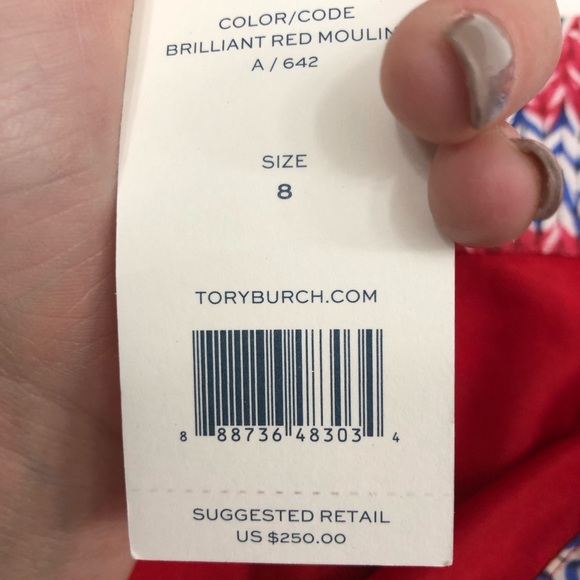 COLOR/CODE
BRILLIANT RED MOULIN
A / 642
SIZE
8
TORYBURCH.COM
8 88736 48303 4
SUGGESTED RETAIL
US $250.00